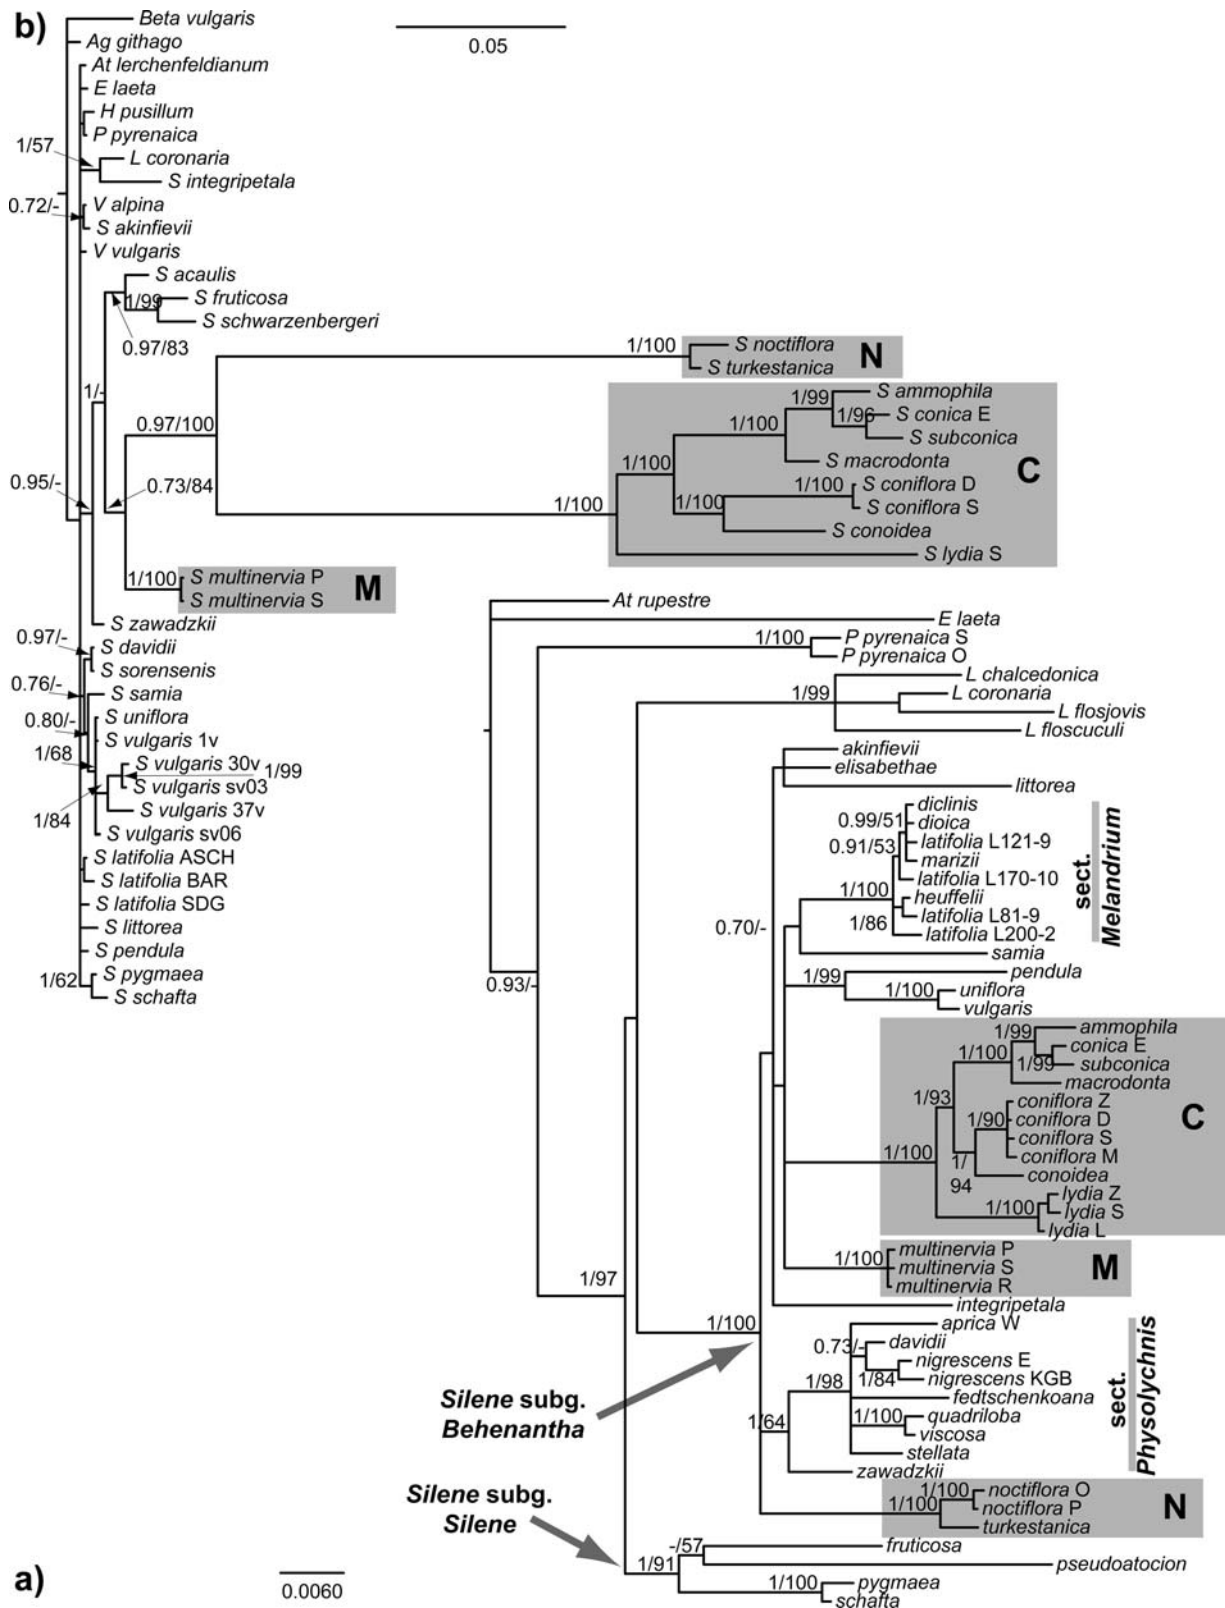 b)
Beta vulgaris
0.05
Ag githago
At lerchenfeldianum
E laeta
H pusillum
P pyrenaica
1/57
L coronaria
S integripetala
0.72/-
V alpina
S akinfievii
V vulgaris
S acaulis
1/99
S fruticosa
S schwarzenbergeri
0.97/83
1/100
S noctiflora
S turkestanica
N
1/-
S ammophila
1/99
1/96
S conica E
S subconica
0.97/100
1/100
S macrodonta
1/100
C
0.95/-
0.73/84
1/100
S coniflora D
S coniflora S
1/100
1/100
S conoidea
S lydia S
1/100
S multinervia P
S multinervia S
M
S zawadzkii
0.97/-
S davidii
S sorensenis
0.76/-
S samia
0.80/-
S uniflora
S vulgaris 1v
1/68
S vulgaris 30v
1/99
S vulgaris sv03
1/84
S vulgaris 37v
S vulgaris sv06
S latifolia ASCH
S latifolia BAR
S latifolia SDG
S littorea
S pendula
1/62
S pygmaea
S schafta
At rupestre
E laeta
1/100
P pyrenaica S
P pyrenaica O
L chalcedonica
1/99
L coronaria
L flosjovis
L floscuculi
akinfievii
elisabethae
littorea
diclinis
0.99/51
dioica
0.91/53
latifolia L121-9
marizii
1/100
latifolia L170-10
heuffelii
1/86
latifolia L81-9
latifolia L200-2
sect.
Melandrium
0.70/-
samia
0.93/-
1/99
pendula
1/100
uniflora
vulgaris
1/99
ammophila
1/100
conica E
1/99
subconica
macrodonta
1/93
coniflora Z
1/90
coniflora D
C
coniflora S
1/100
coniflora M
1/
94
conoidea
lydia Z
1/100
lydia S
lydia L
1/100
multinervia P
multinervia S
multinervia R
M
1/97
integripetala
1/100
aprica W
0.73/-
davidii
nigrescens E
1/98
1/84
nigrescens KGB
fedtschenkoana
1/64
1/100
quadriloba
viscosa
stellata
zawadzkii
sect.
Physolychnis
Silene subg.
Behenantha
1/100
noctiflora O
1/100
noctiflora P
turkestanica
N
Silene subg.
Silene
-/57
fruticosa
1/91
pseudoatocion
1/100
pygmaea
schafta
a)
0.0060